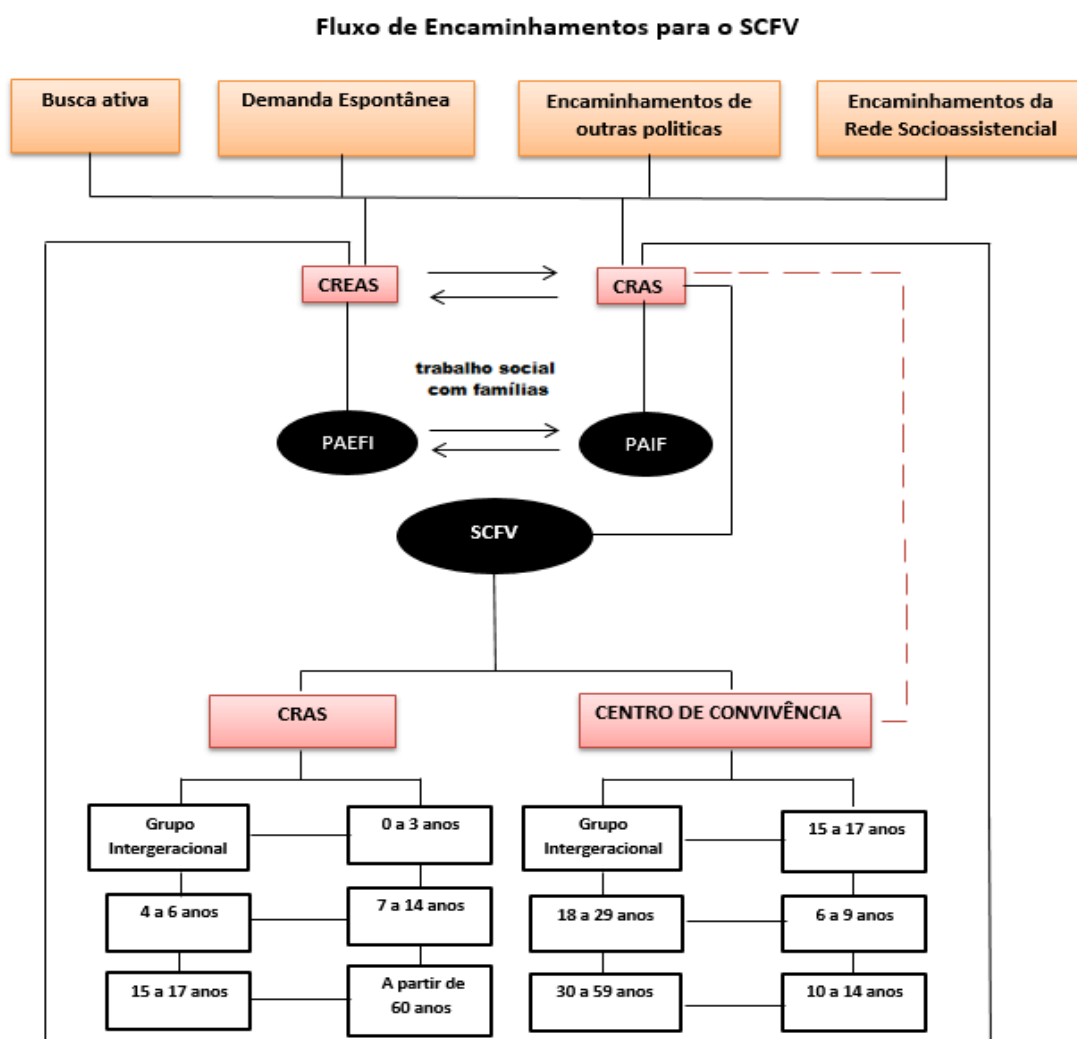 Fluxo de Encaminhamentos para o SCFV
Busca ativa
Demanda Espontânea
Encaminhamentos de
outras politicas
Encaminhamentos da
Rede Socioassistencial
CREAS
CRAS
trabalho social
com famílias
PAEFI
PAIF
SCFV
CRAS
CENTRO DE CONVIVÊNCIA
Grupo
Intergeracional
0 a 3 anos
4 a 6 anos
7 a 14 anos
15 a 17 anos
A partir de
60 anos
Grupo
Intergeracional
15 a 17 anos
18 a 29 anos
6 a 9 anos
30 a 59 anos
10 a 14 anos